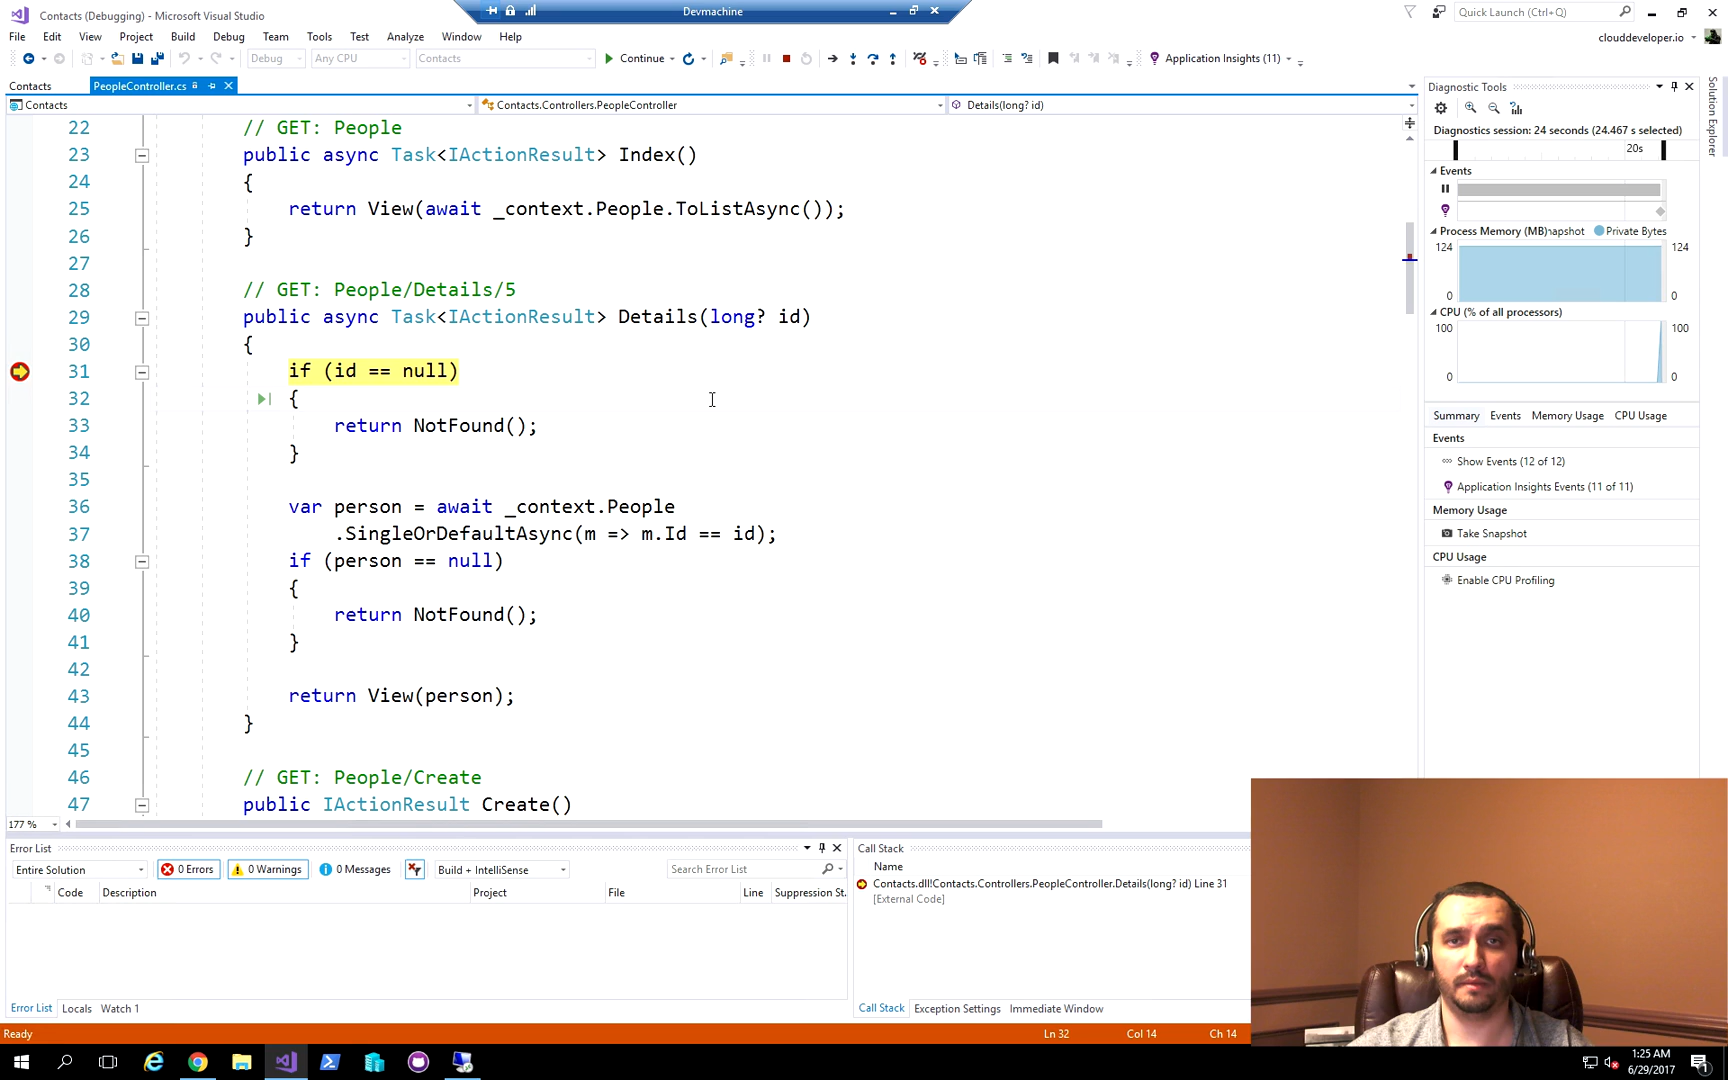 Contacts (Debugging) - Microsoft Visual Studio
Devmachine
Quick Launch (Ctrl+Q)
File Edit View Project Build Debug Team Tools Test Analyze Window Help
clouddeveloper.io
Debug Any CPU Contacts Continue Application Insights (11)
Contacts PeopleController.cs
Contacts Contacts.Controllers.PeopleController Details(long? id)
22 // GET: People
23 public async Task<IActionResult> Index()
24 {
25 return View(await _context.People.ToListAsync());
26 }
27
28 // GET: People/Details/5
29 public async Task<IActionResult> Details(long? id)
30 {
31 if (id == null)
32 {
33 return NotFound();
34 }
35
36 var person = await _context.People
37 .SingleOrDefaultAsync(m => m.Id == id);
38 if (person == null)
39 {
40 return NotFound();
41 }
42
43 return View(person);
44 }
45
46 // GET: People/Create
47 public IActionResult Create()
177 %
Diagnostic Tools
Diagnostics session: 24 seconds (24.467 s selected)
20s
Events
Process Memory (MB) napshot Private Bytes
124 124
0 0
CPU (% of all processors)
100 100
0 0
Summary Events Memory Usage CPU Usage
Events
Show Events (12 of 12)
Application Insights Events (11 of 11)
Memory Usage
Take Snapshot
CPU Usage
Enable CPU Profiling
Solution Explorer
Error List
Entire Solution 0 Errors 0 Warnings 0 Messages Build + IntelliSense Search Error List
Code Description Project File Line Suppression St.
Error List Locals Watch 1
Call Stack
Name
Contacts.dll!Contacts.Controllers.PeopleController.Details(long? id) Line 31
[External Code]
Call Stack Exception Settings Immediate Window
Ready Ln 32 Col 14 Ch 14
1:25 AM
6/29/2017
1